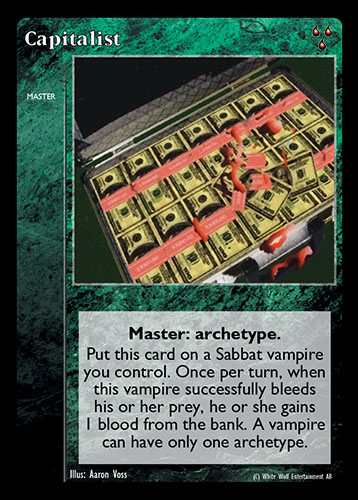 Capitalist
MASTER
Master: archetype.
Put this card on a Sabbat vampire
you control. Once per turn, when
this vampire successfully bleeds
his or her prey, he or she gains
1 blood from the bank. A vampire
can have only one archetype.
Illus: Aaron Voss
(C) White Wolf Entertainment AB